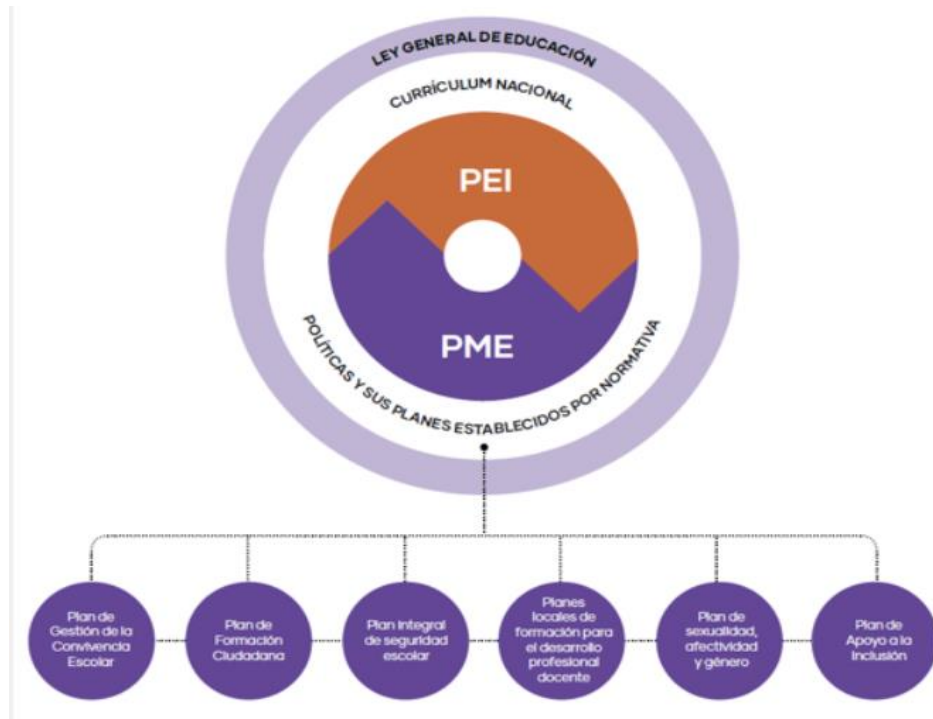 LEY GENERAL DE EDUCACIÓN
CURRÍCULUM NACIONAL
PEI
PME
POLÍTICAS Y SUS PLANES ESTABLECIDOS POR NORMATIVA
Plan de
Gestión de la
Convivencia
Escolar
Plan de
Formación
Ciudadana
Plan Integral
de seguridad
escolar
Planes
locales de
formación para
el desarrollo
profesional
docente
Plan de
sexualidad,
afectividad
y género
Plan de
Apoyo a la
Inclusión